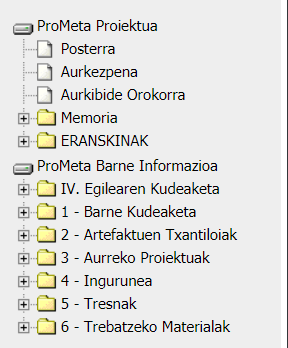 ProMeta Proiektua
Posterra
Aurkezpena
Aurkibide Orokorra
Memoria
ERANSKINAK
ProMeta Barne Informazioa
IV. Egilearen Kudeaketa
1 - Barne Kudeaketa
2 - Artefaktuen Txantiloiak
3 - Aurreko Proiektuak
4 - Ingurunea
5 - Tresnak
6 - Trebatzeko Materialak